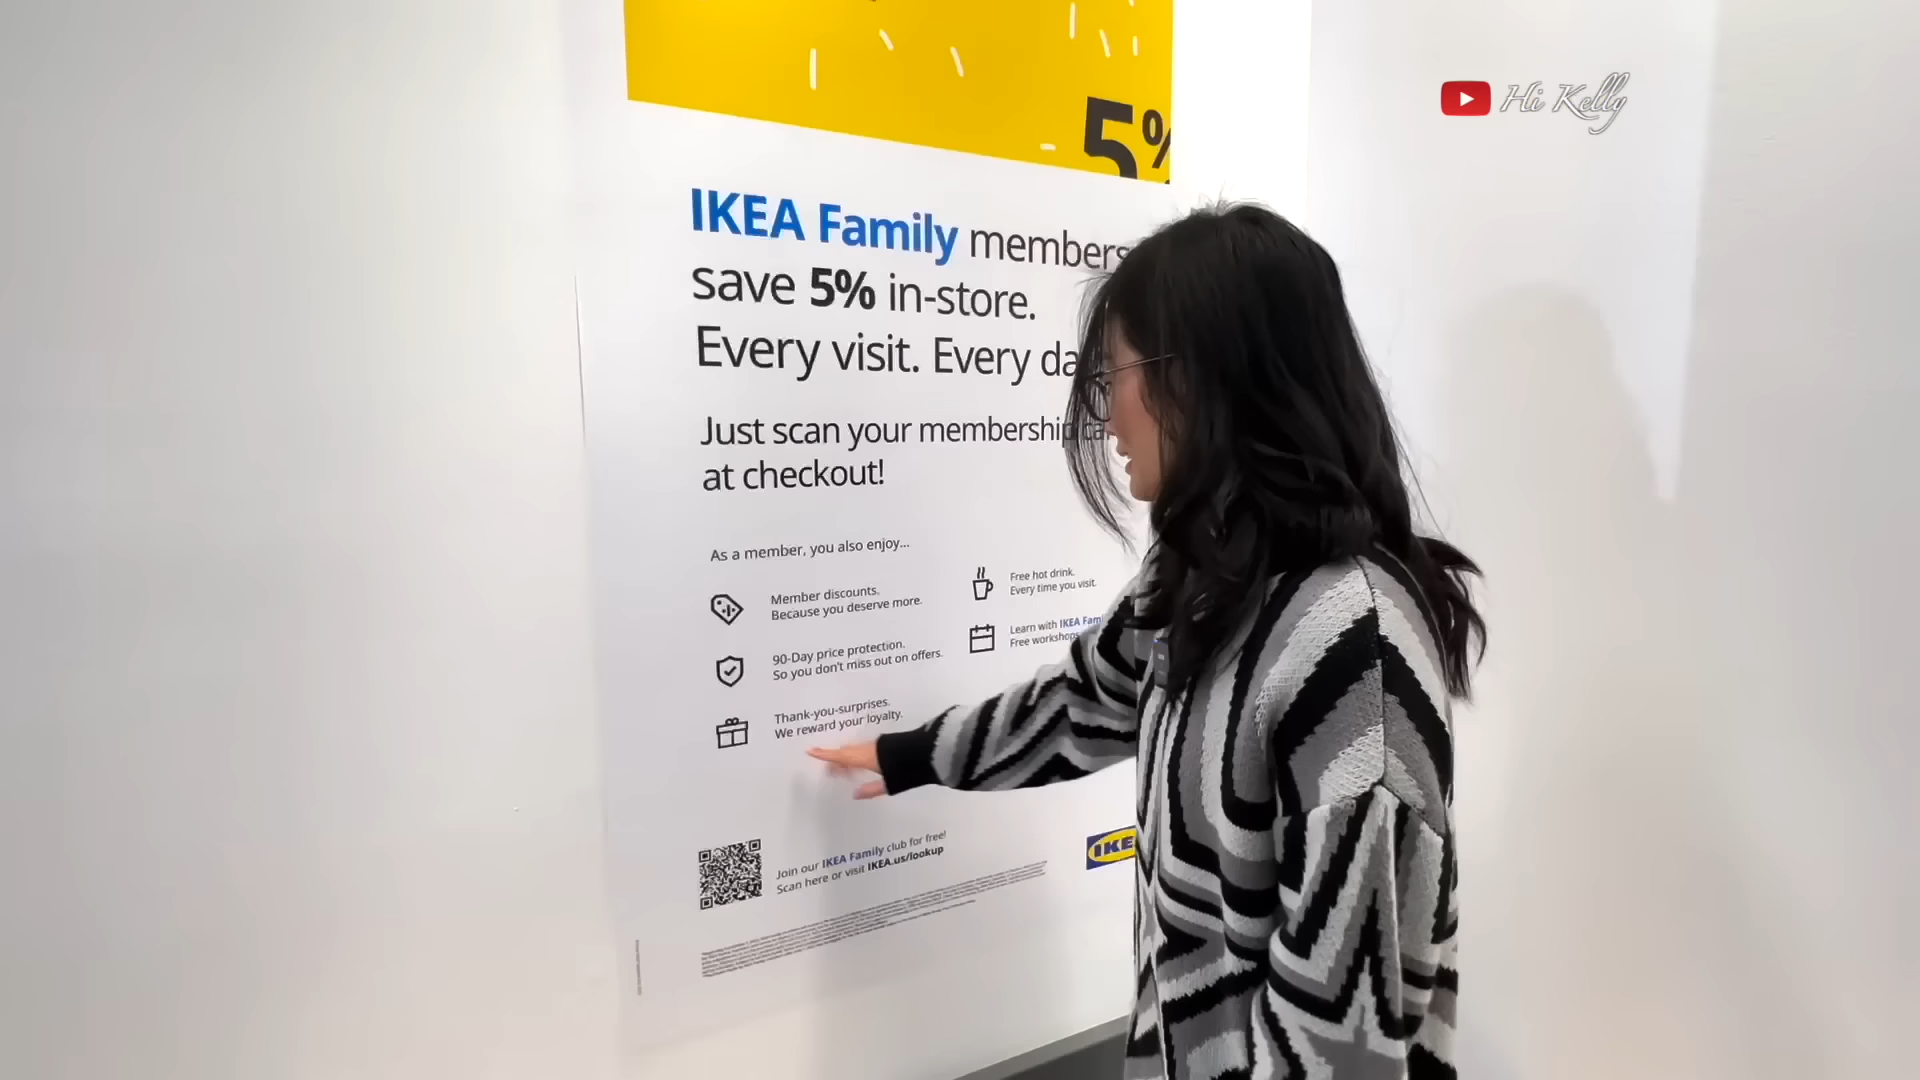 Hi Kelly
5%
IKEA Family members
save 5% in-store.
Every visit. Every da
Just scan your membership ca
at checkout!
As a member, you also enjoy...
Member discounts.
Because you deserve more.
90-Day price protection.
So you don't miss out on offers.
Thank-you-surprises.
We reward your loyalty.
Free hot drink.
Every time you visit.
Learn with IKEA Fam
Free workshops
Join our IKEA Family club for free!
Scan here or visit IKEA.us/lookup
IKE